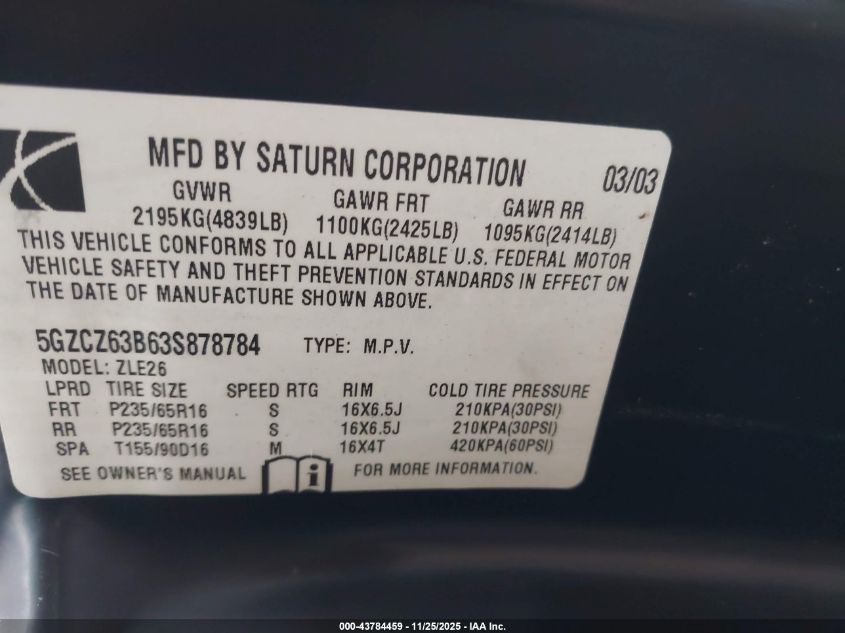 MFD BY SATURN CORPORATION 03/03
GVWR GAWR FRT GAWR RR
2195KG(4839LB) 1100KG(2425LB) 1095KG(2414LB)
THIS VEHICLE CONFORMS TO ALL APPLICABLE U.S. FEDERAL MOTOR
VEHICLE SAFETY AND THEFT PREVENTION STANDARDS IN EFFECT ON
THE DATE OF MANUFACTURE SHOWN ABOVE.
5GZCZ63B63S878784 TYPE: M.P.V.
MODEL: ZLE26
LPRD TIRE SIZE SPEED RTG RIM COLD TIRE PRESSURE
FRT P235/65R16 S 16X6.5J 210KPA(30PSI)
RR P235/65R16 S 16X6.5J 210KPA(30PSI)
SPA T155/90D16 M 16X4T 420KPA(60PSI)
SEE OWNER'S MANUAL i FOR MORE INFORMATION.
000-43784459 - 11/25/2025 - IAA Inc.